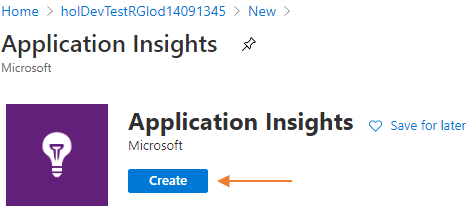 Home > holDevTestRGlod14091345 > New >
Application Insights
Microsoft
Application Insights
Save for later
Microsoft
Create